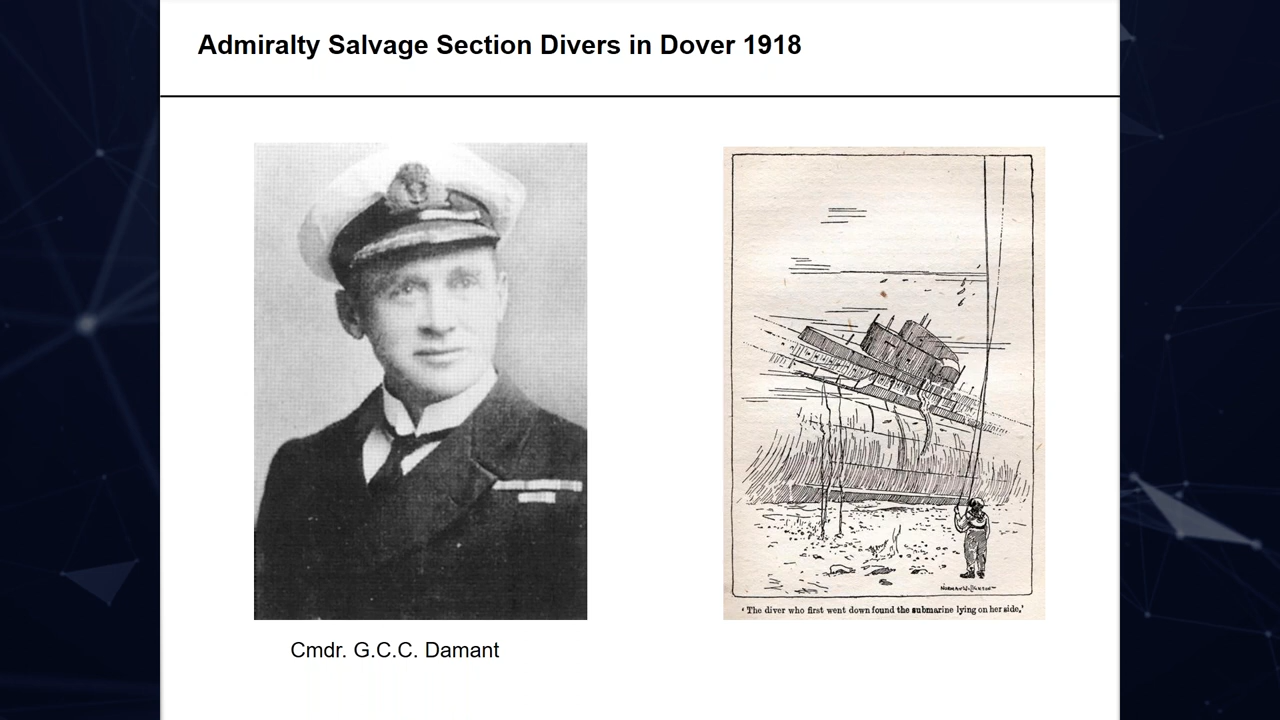 Admiralty Salvage Section Divers in Dover 1918
' The diver who first went down found the submarine lying on her side,'
Cmdr. G.C.C. Damant